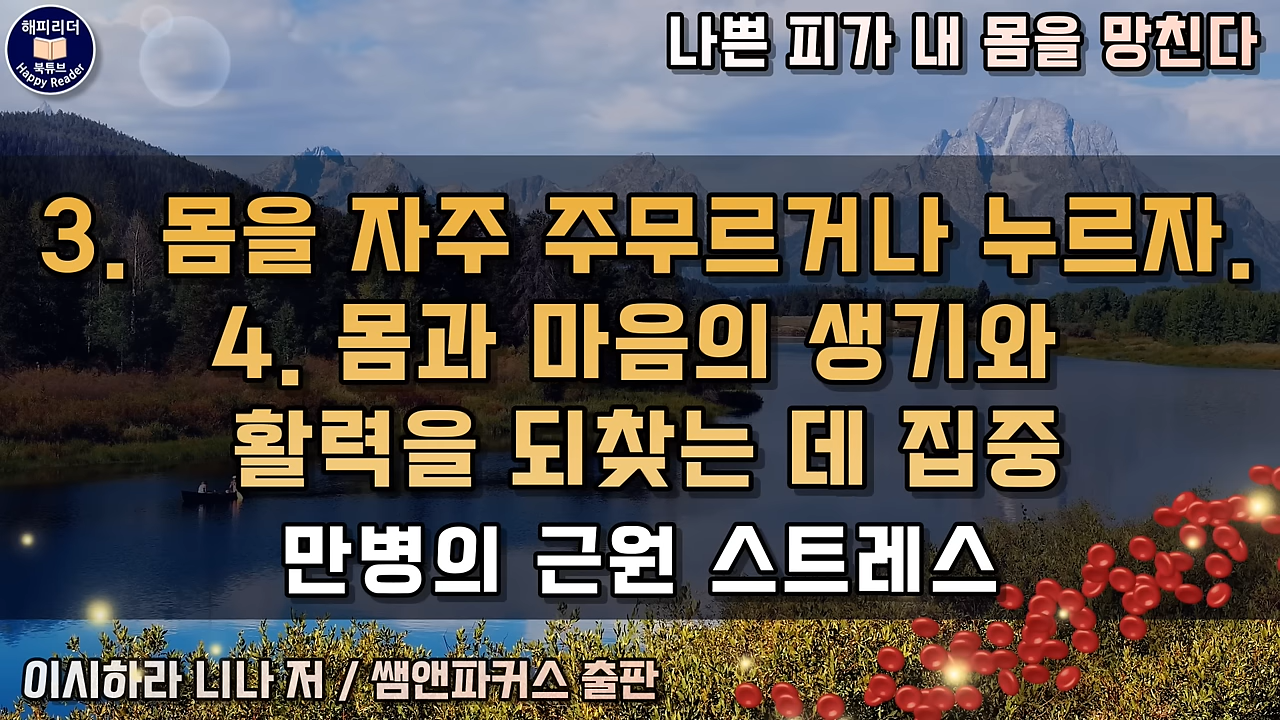 해피리더
북튜브
Happy Reader
나쁜 피가 내 몸을 망친다
3. 몸을 자주 주무르거나 누르자.
4. 몸과 마음의 생기와
활력을 되찾는 데 집중
만병의 근원 스트레스
이시하라 니나 저 / 쌤앤파커스 출판